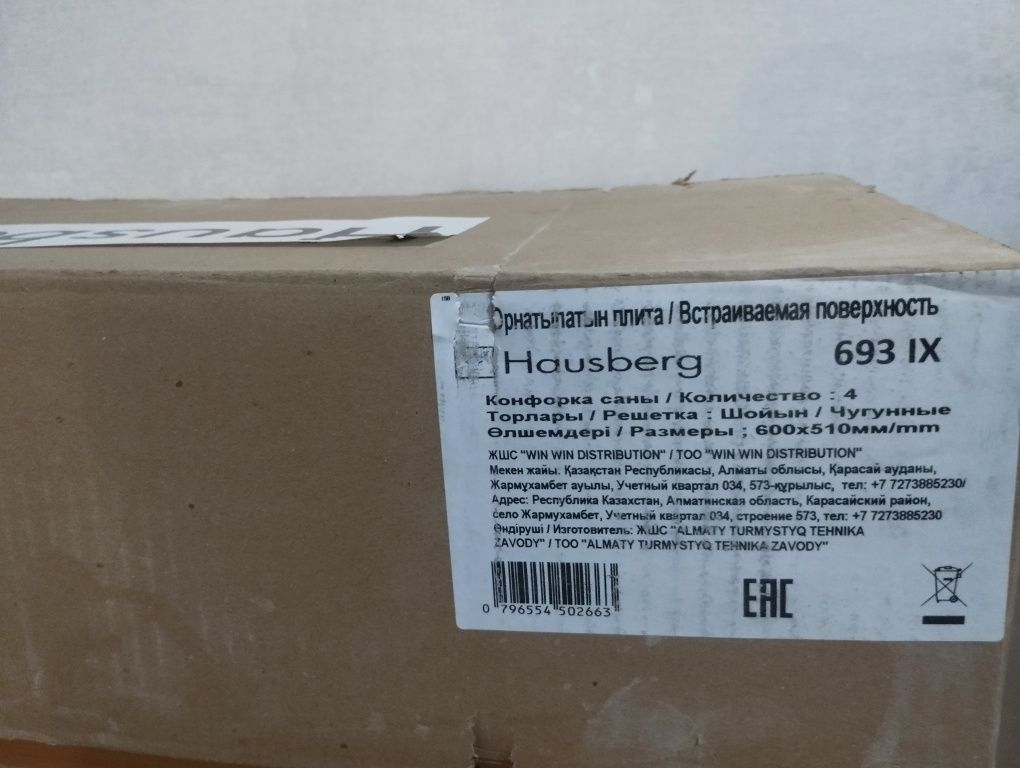 Hausb
Орнатылатын плита / Встраиваемая поверхность
Hausberg 693 IX
Конфорка саны / Количество : 4
Торлары / Решетка : Шойын / Чугунные
Өлшемдері / Размеры ; 600x510мм/mm
ЖШС "WIN WIN DISTRIBUTION" / ТОО "WIN WIN DISTRIBUTION"
Мекен жайы: Қазақстан Республикасы, Алматы облысы, Қарасай ауданы,
Жармұхамбет ауылы, Учетный квартал 034, 573-құрылыс, тел: +7 7273885230/
Адрес: Республика Казахстан, Алматинская область, Карасайский район,
село Жармухамбет, Учетный квартал 034, строение 573, тел: +7 7273885230
Өндіруші / Изготовитель: ЖШС "ALMATY TURMYSTYQ TEHNIKA
ZAVODY" / ТОО "ALMATY TURMYSTYQ TEHNIKA ZAVODY"
0 796554 502663
EAC